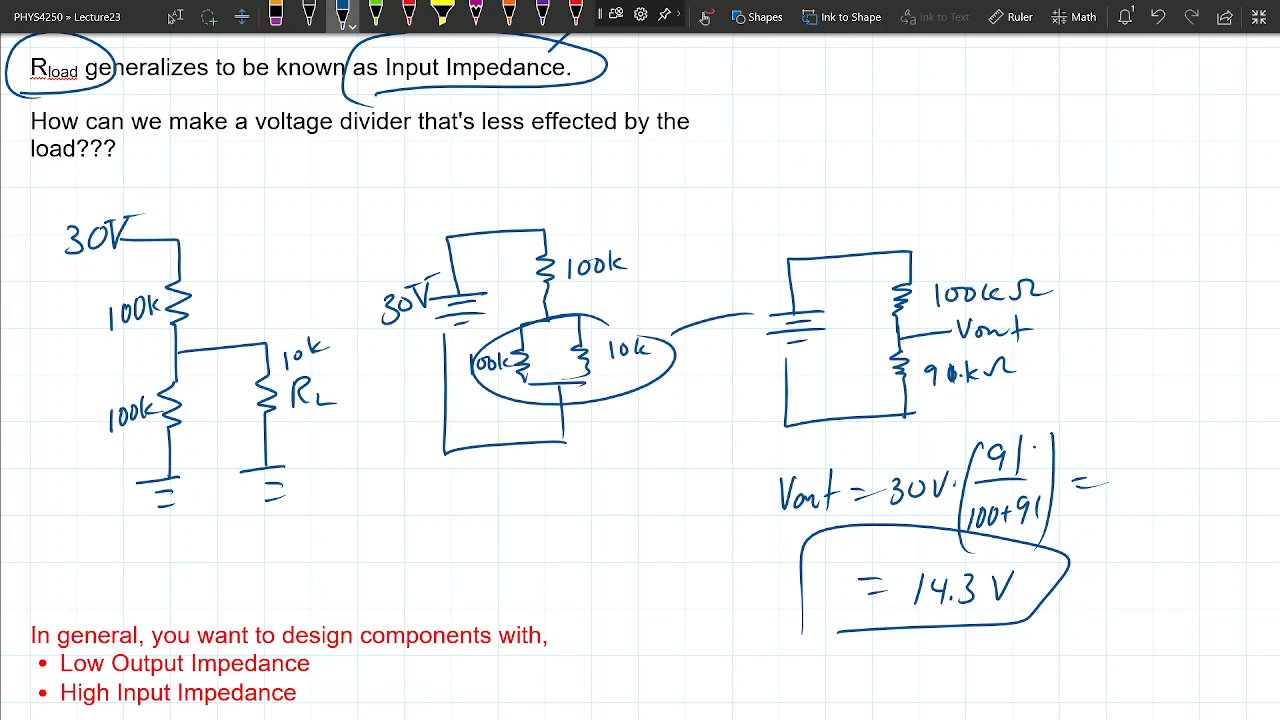 PHYS4250 » Lecture23
Shapes
Ink to Shape
Ink to Text
Ruler
Math
Rload generalizes to be known as Input Impedance.
How can we make a voltage divider that's less effected by the
load???
30V
100k
100k
10k
RL
30V
100k
100k
10k
100kΩ
Vout
91.kΩ
Vout = 30V · (91 / 100+91) =
= 14.3 V
In general, you want to design components with,
• Low Output Impedance
• High Input Impedance